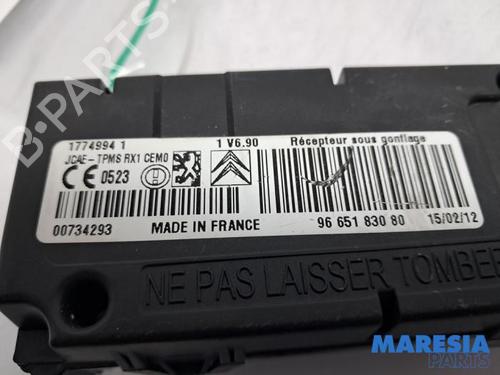 1774994 1
1 V6.90
Récepteur sous gonflage
JCAE-TPMS RX1 CEM0
CE 0523
00734293
MADE IN FRANCE
96 651 830 80
15/02/12
NE PAS LAISSER TOMBER
MARESIA
AUTO PARTS